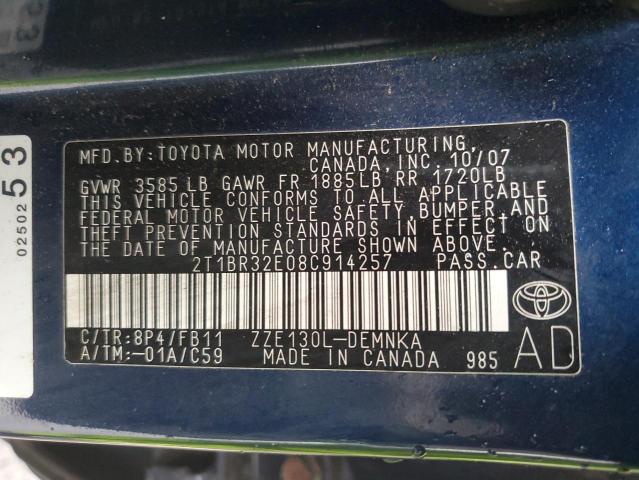 MFD. BY: TOYOTA MOTOR MANUFACTURING,
CANADA, INC. 10/07
GVWR 3585 LB GAWR FR 1885LB RR 1720LB
THIS VEHICLE CONFORMS TO ALL APPLICABLE
FEDERAL MOTOR VEHICLE SAFETY, BUMPER, AND
THEFT PREVENTION STANDARDS IN EFFECT ON
THE DATE OF MANUFACTURE SHOWN ABOVE.
2T1BR32E08C914257 PASS. CAR
C/TR:8P4/FB11 ZZE130L-DEMNKA
A/TM:-01A/C59 MADE IN CANADA 985
AD
02502 53